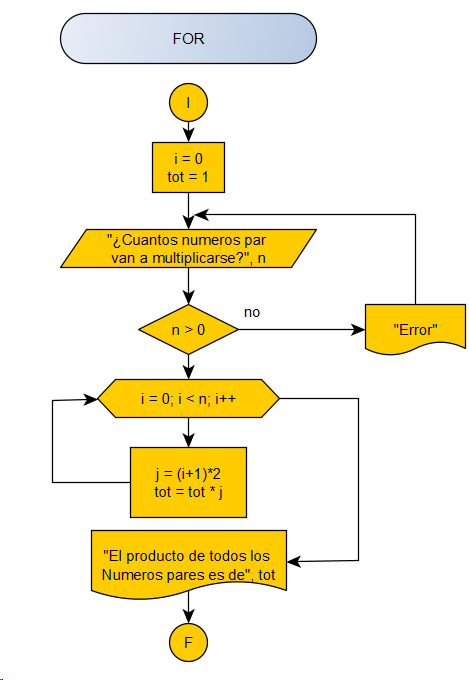 FOR
I
i = 0
tot = 1
"¿Cuantos numeros par
van a multiplicarse?", n
n > 0
no
"Error"
i = 0; i < n; i++
j = (i+1)*2
tot = tot * j
"El producto de todos los
Numeros pares es de", tot
F